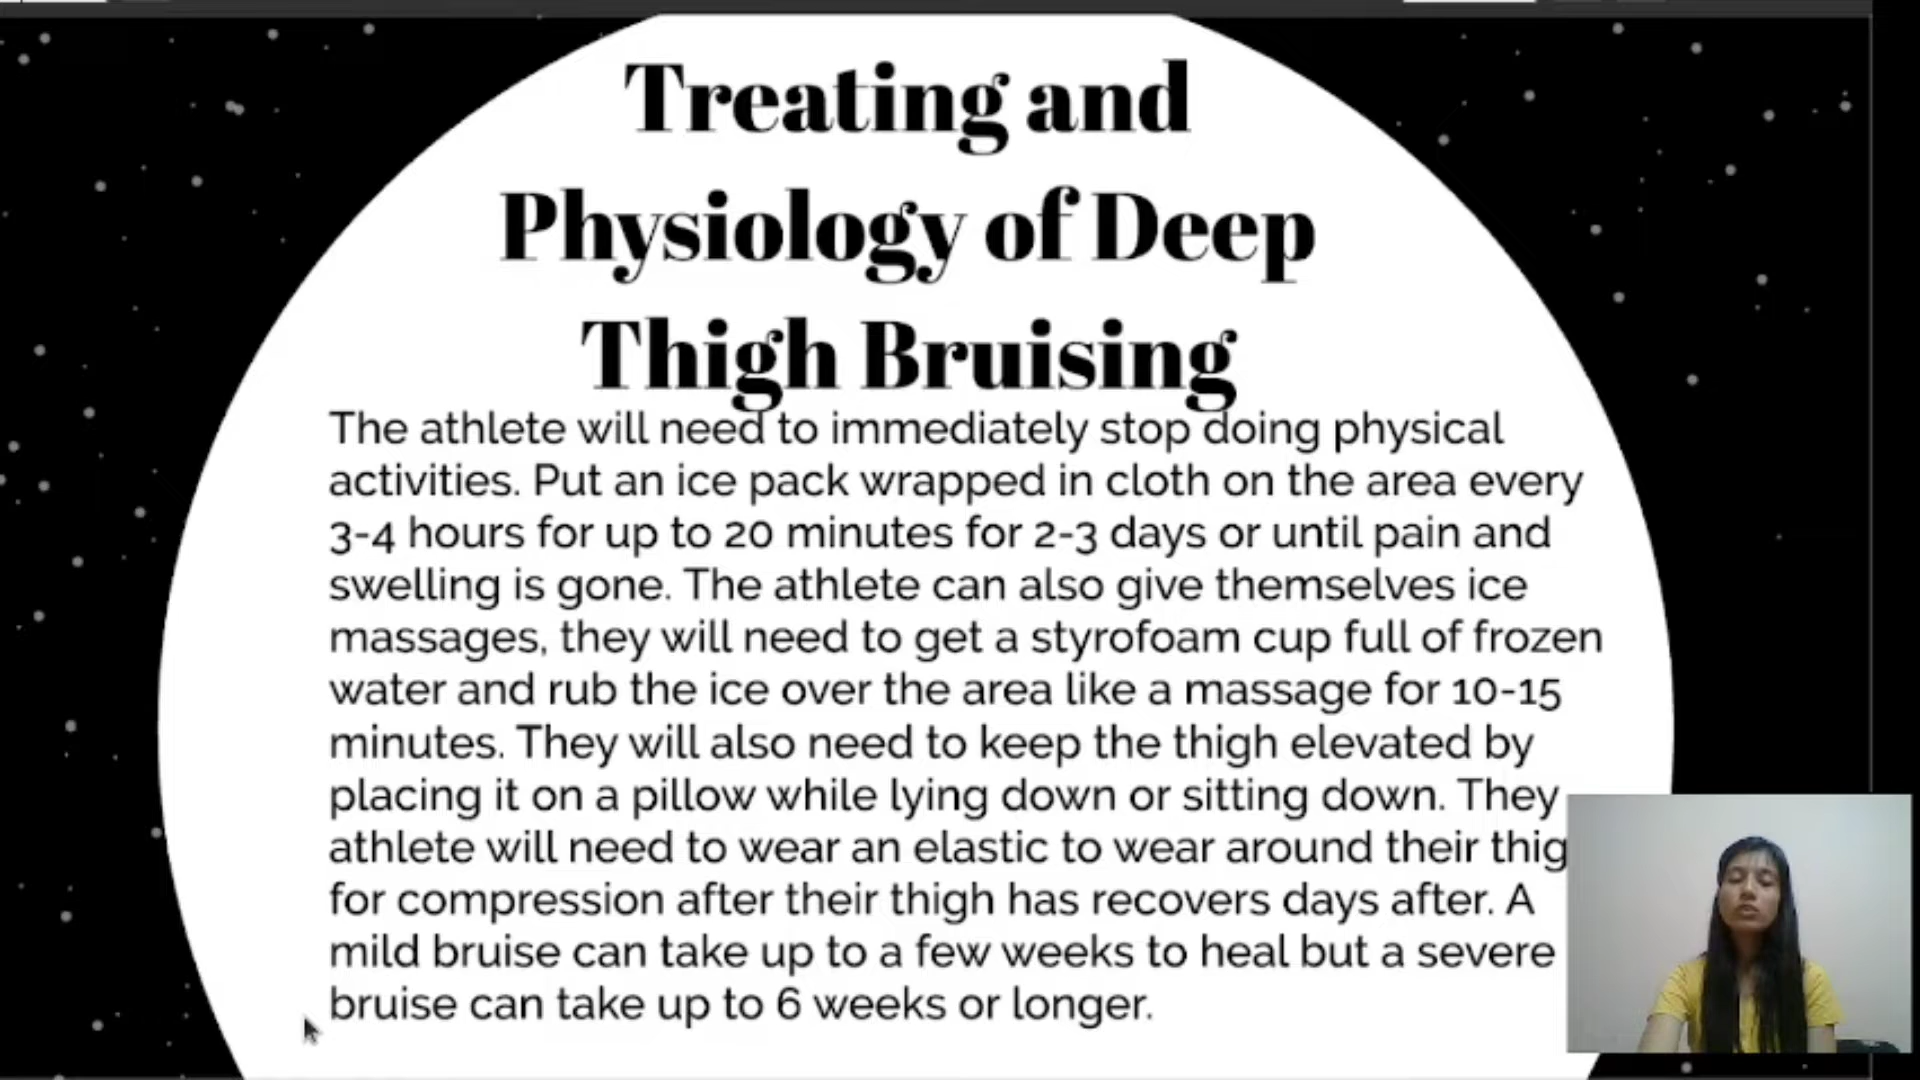 Treating and
Physiology of Deep
Thigh Bruising
The athlete will need to immediately stop doing physical
activities. Put an ice pack wrapped in cloth on the area every
3-4 hours for up to 20 minutes for 2-3 days or until pain and
swelling is gone. The athlete can also give themselves ice
massages, they will need to get a styrofoam cup full of frozen
water and rub the ice over the area like a massage for 10-15
minutes. They will also need to keep the thigh elevated by
placing it on a pillow while lying down or sitting down. They
athlete will need to wear an elastic to wear around their thig
for compression after their thigh has recovers days after. A
mild bruise can take up to a few weeks to heal but a severe
bruise can take up to 6 weeks or longer.